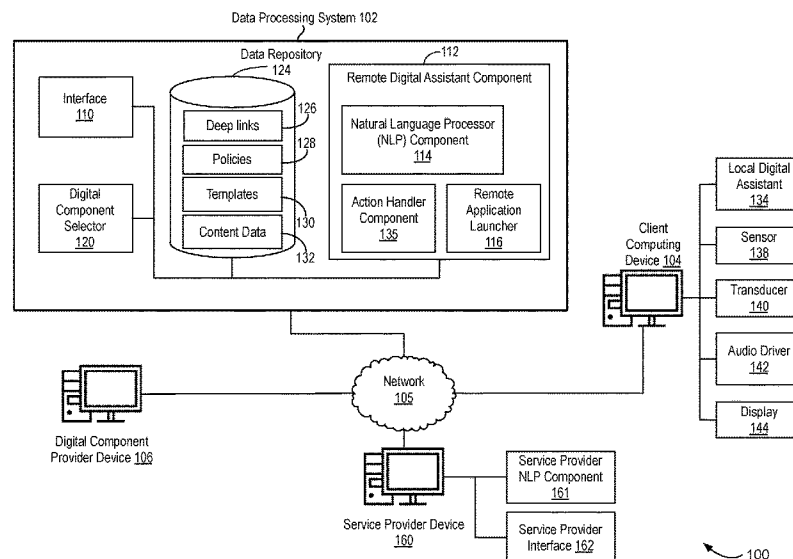 Data Processing System 102
Data Repository
124
112
Remote Digital Assistant Component
Interface
110
126
Deep links
Natural Language Processor
(NLP) Component
114
128
Policies
Templates
130
Content Data
132
Digital
Component
Selector
120
Action Handler
Component
135
Remote
Application
Launcher
116
Client
Computing
Device 104
Local Digital
Assistant
134
Sensor
138
Transducer
140
Audio Driver
142
Display
144
Network
105
Digital Component
Provider Device 106
Service Provider Device
160
Service Provider
NLP Component
161
Service Provider
Interface 162
100